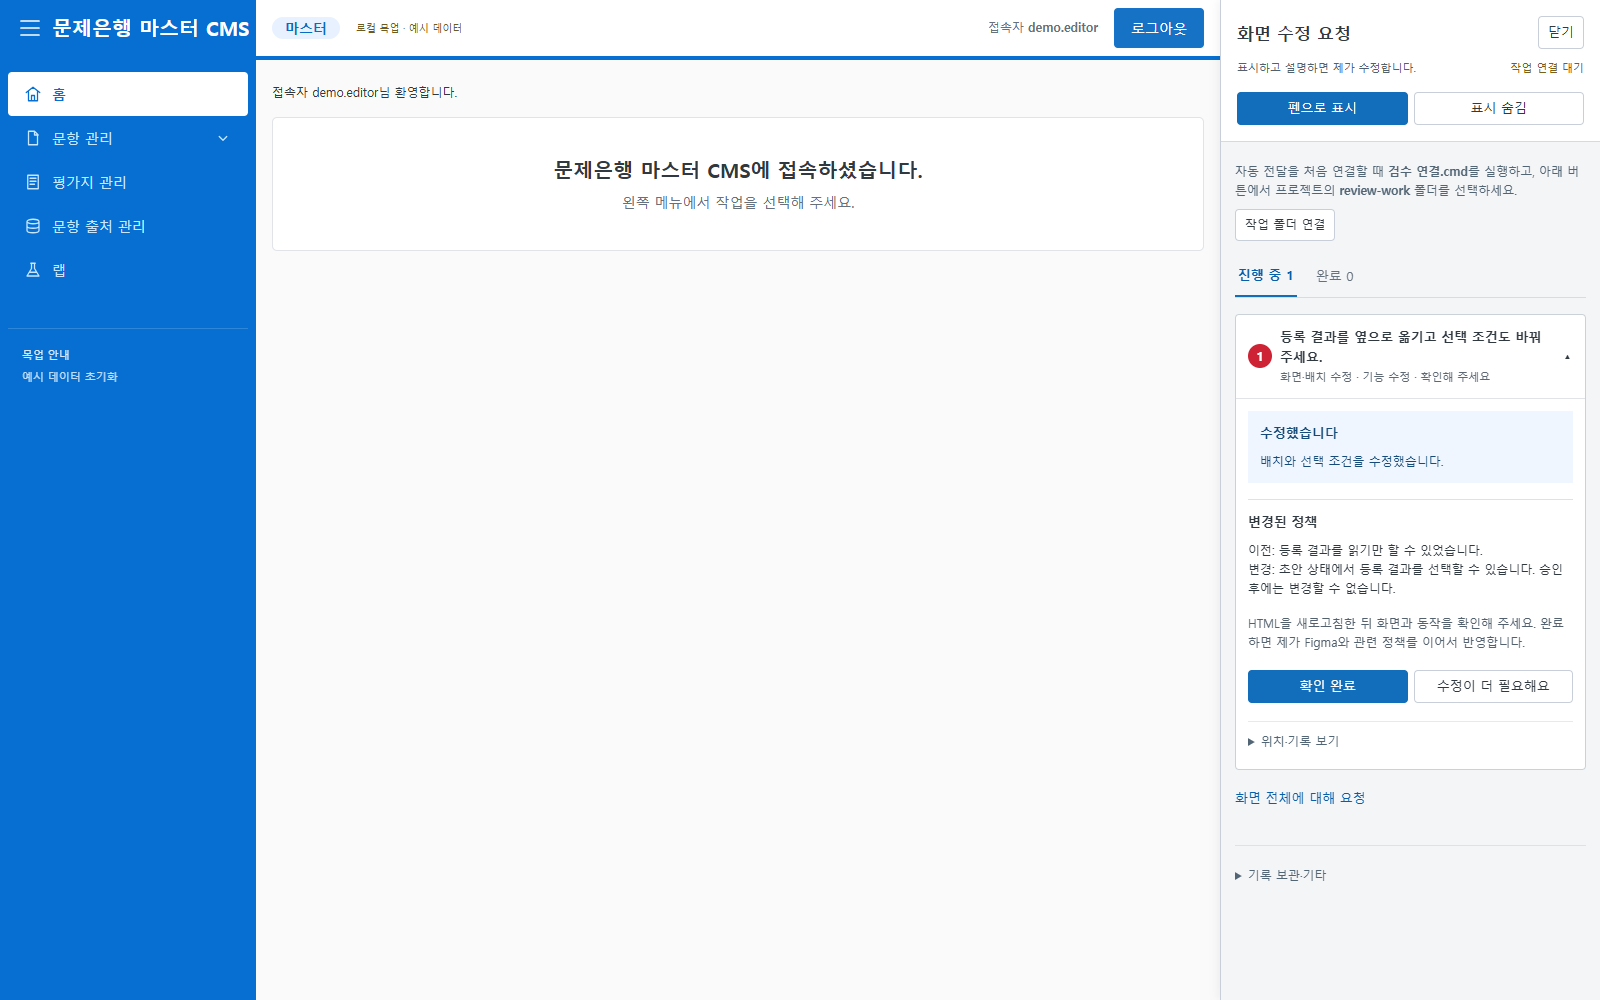 문제은행 마스터 CMS
홈
문항 관리
평가지 관리
문항 출처 관리
랩
목업 안내
예시 데이터 초기화
마스터
로컬 목업 · 예시 데이터
접속자 demo.editor
로그아웃
접속자 demo.editor님 환영합니다.
문제은행 마스터 CMS에 접속하셨습니다.
왼쪽 메뉴에서 작업을 선택해 주세요.
화면 수정 요청
닫기
표시하고 설명하면 제가 수정합니다.
작업 연결 대기
펜으로 표시
표시 숨김
자동 전달을 처음 연결할 때 검수 연결.cmd를 실행하고, 아래 버
튼에서 프로젝트의 review-work 폴더를 선택하세요.
작업 폴더 연결
진행 중 1
완료 0
1
등록 결과를 옆으로 옮기고 선택 조건도 바꿔
주세요.
화면·배치 수정 · 기능 수정 · 확인해 주세요
수정했습니다
배치와 선택 조건을 수정했습니다.
변경된 정책
이전: 등록 결과를 읽기만 할 수 있었습니다.
변경: 초안 상태에서 등록 결과를 선택할 수 있습니다. 승인
후에는 변경할 수 없습니다.
HTML을 새로고침한 뒤 화면과 동작을 확인해 주세요. 완료
하면 제가 Figma와 관련 정책를 이어서 반영합니다.
확인 완료
수정이 더 필요해요
위치·기록 보기
화면 전체에 대해 요청
기록 보관·기타